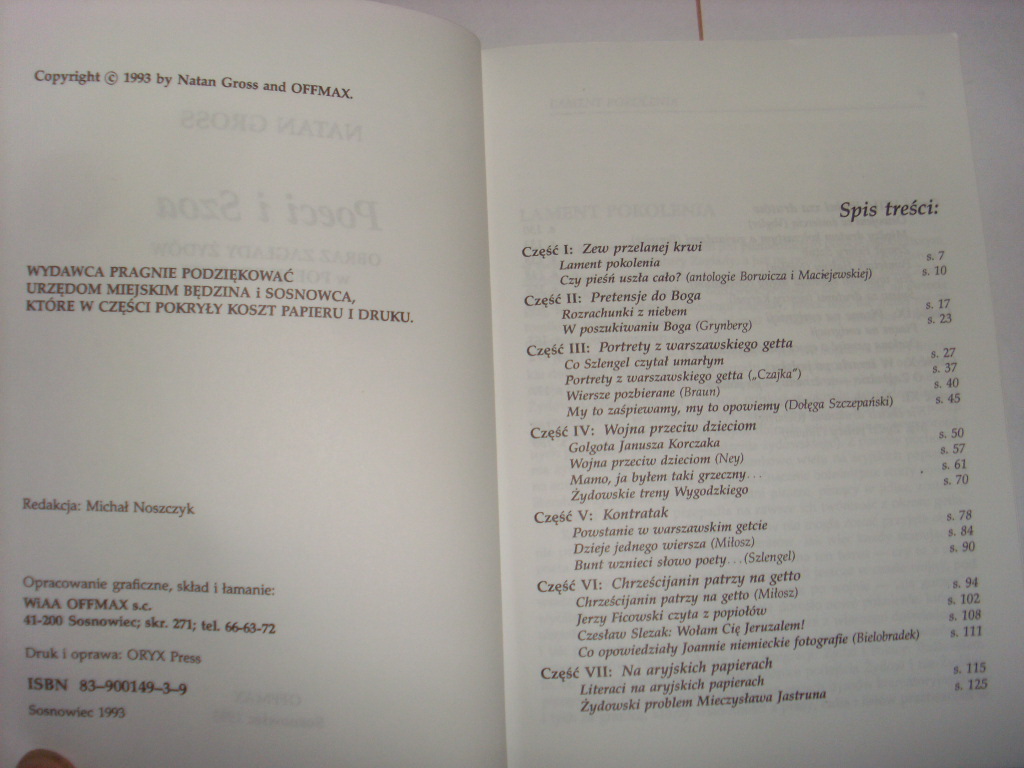 Copyright © 1993 by Natan Gross and OFFMAX.
WYDAWCA PRAGNIE PODZIĘKOWAĆ
URZĘDOM MIEJSKIM BĘDZINA i SOSNOWCA,
KTÓRE W CZĘŚCI POKRYŁY KOSZT PAPIERU I DRUKU.
Redakcja: Michał Noszczyk
Opracowanie graficzne, skład i łamanie:
WiAA OFFMAX s.c.
41-200 Sosnowiec; skr. 271; tel. 66-63-72
Druk i oprawa: ORYX Press
ISBN 83-900149-3-9
Sosnowiec 1993
Spis treści:
Część I: Zew przelanej krwi
Lament pokolenia s. 7
Czy pieśń uszła cało? (antologie Borwicza i Maciejewskiej) s. 10
Część II: Pretensje do Boga
Rozrachunki z niebem s. 17
W poszukiwaniu Boga (Grynberg) s. 23
Część III: Portrety z warszawskiego getta
Co Szlengel czytał umarłym s. 27
Portrety z warszawskiego getta („Czajka") s. 37
Wiersze pozbierane (Braun) s. 40
My to zaśpiewamy, my to opowiemy (Dołęga Szczepański) s. 45
Część IV: Wojna przeciw dzieciom
Golgota Janusza Korczaka s. 50
Wojna przeciw dzieciom (Ney) s. 57
Mamo, ja byłem taki grzeczny... s. 61
Żydowskie treny Wygodzkiego s. 70
Część V: Kontratak
Powstanie w warszawskim getcie s. 78
Dzieje jednego wiersza (Miłosz) s. 84
Bunt wznieci słowo poety...(Szlengel) s. 90
Część VI: Chrześcijanin patrzy na getto
Chrześcijanin patrzy na getto (Miłosz) s. 94
Jerzy Ficowski czyta z popiołów s. 102
Czesław Slezak: Wołam Cię Jeruzalem! s. 108
Co opowiedziały Joannie niemieckie fotografie (Bielobradek) s. 111
Część VII: Na aryjskich papierach
Literaci na aryjskich papierach s. 115
Żydowski problem Mieczysława Jastruna s. 125